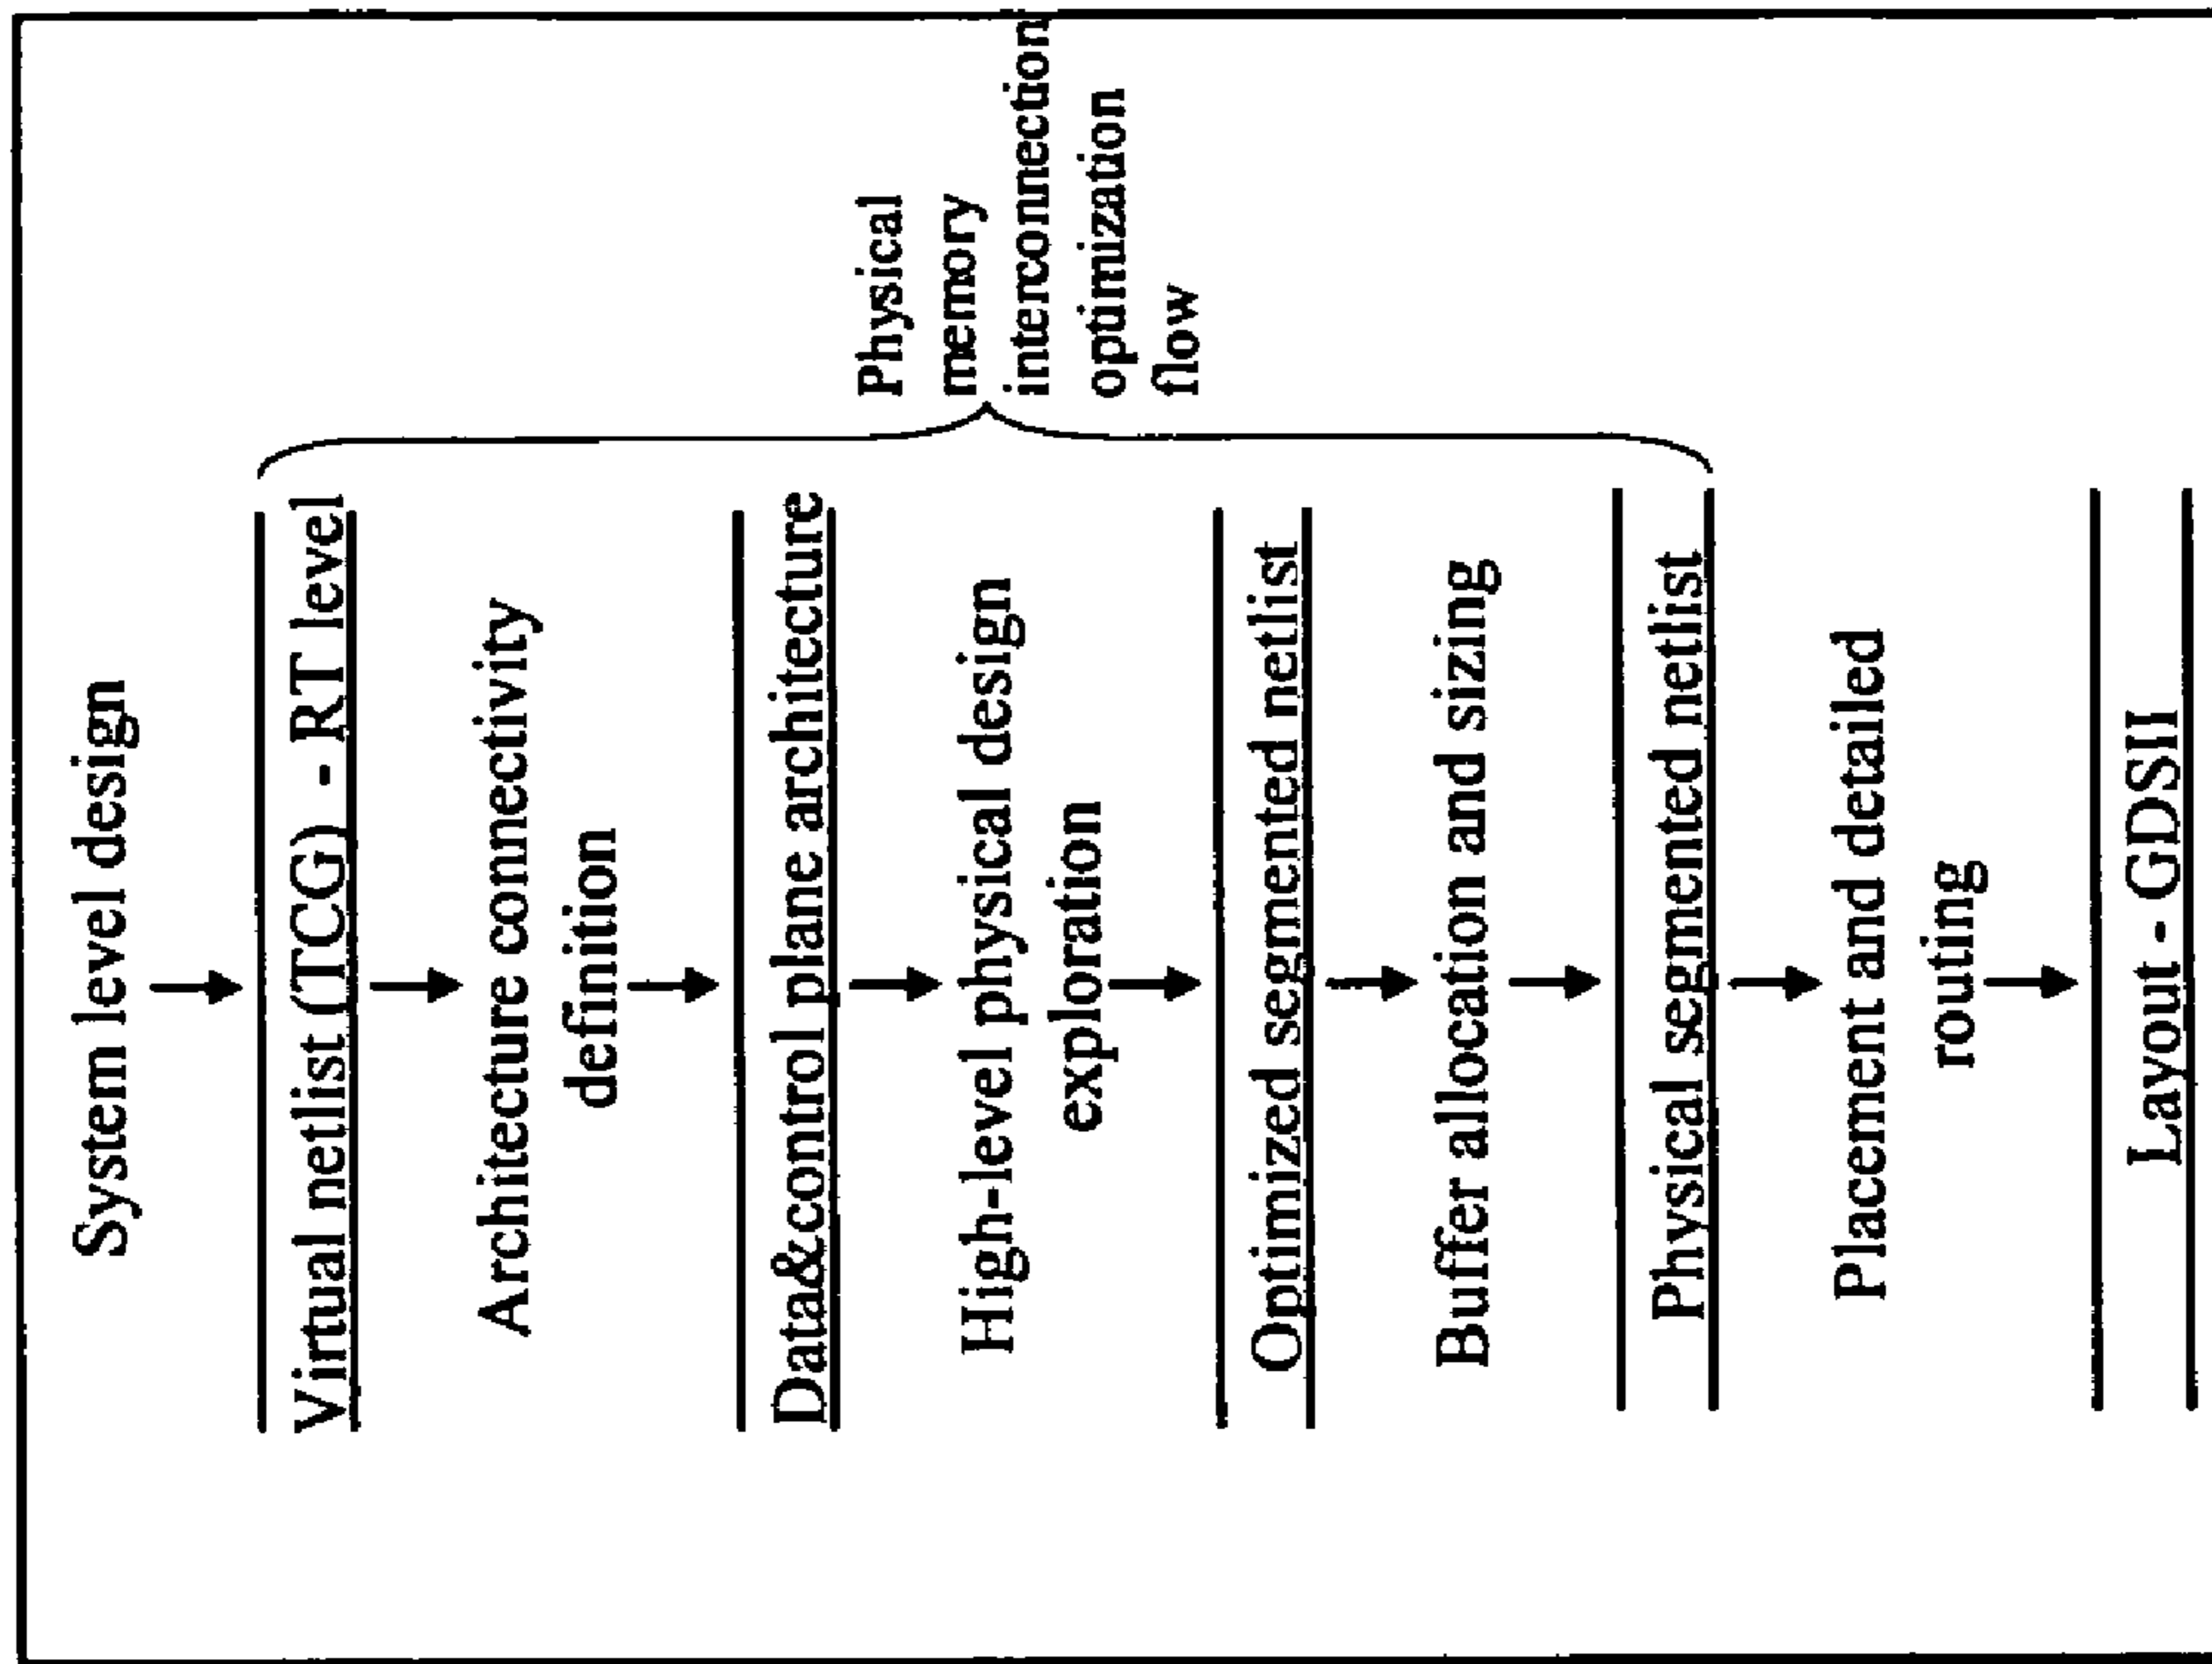 System level design
Virtual netlist (TCG) - RT level
Architecture connectivity
definition
Data&control plane architecture
High-level physical design
exploration
Optimized segmented netlist
Buffer allocation and sizing
Physical segmented netlist
Placement and detailed
routing
Layout - GDSII
Physical
memory
interconnection
optimization
flow